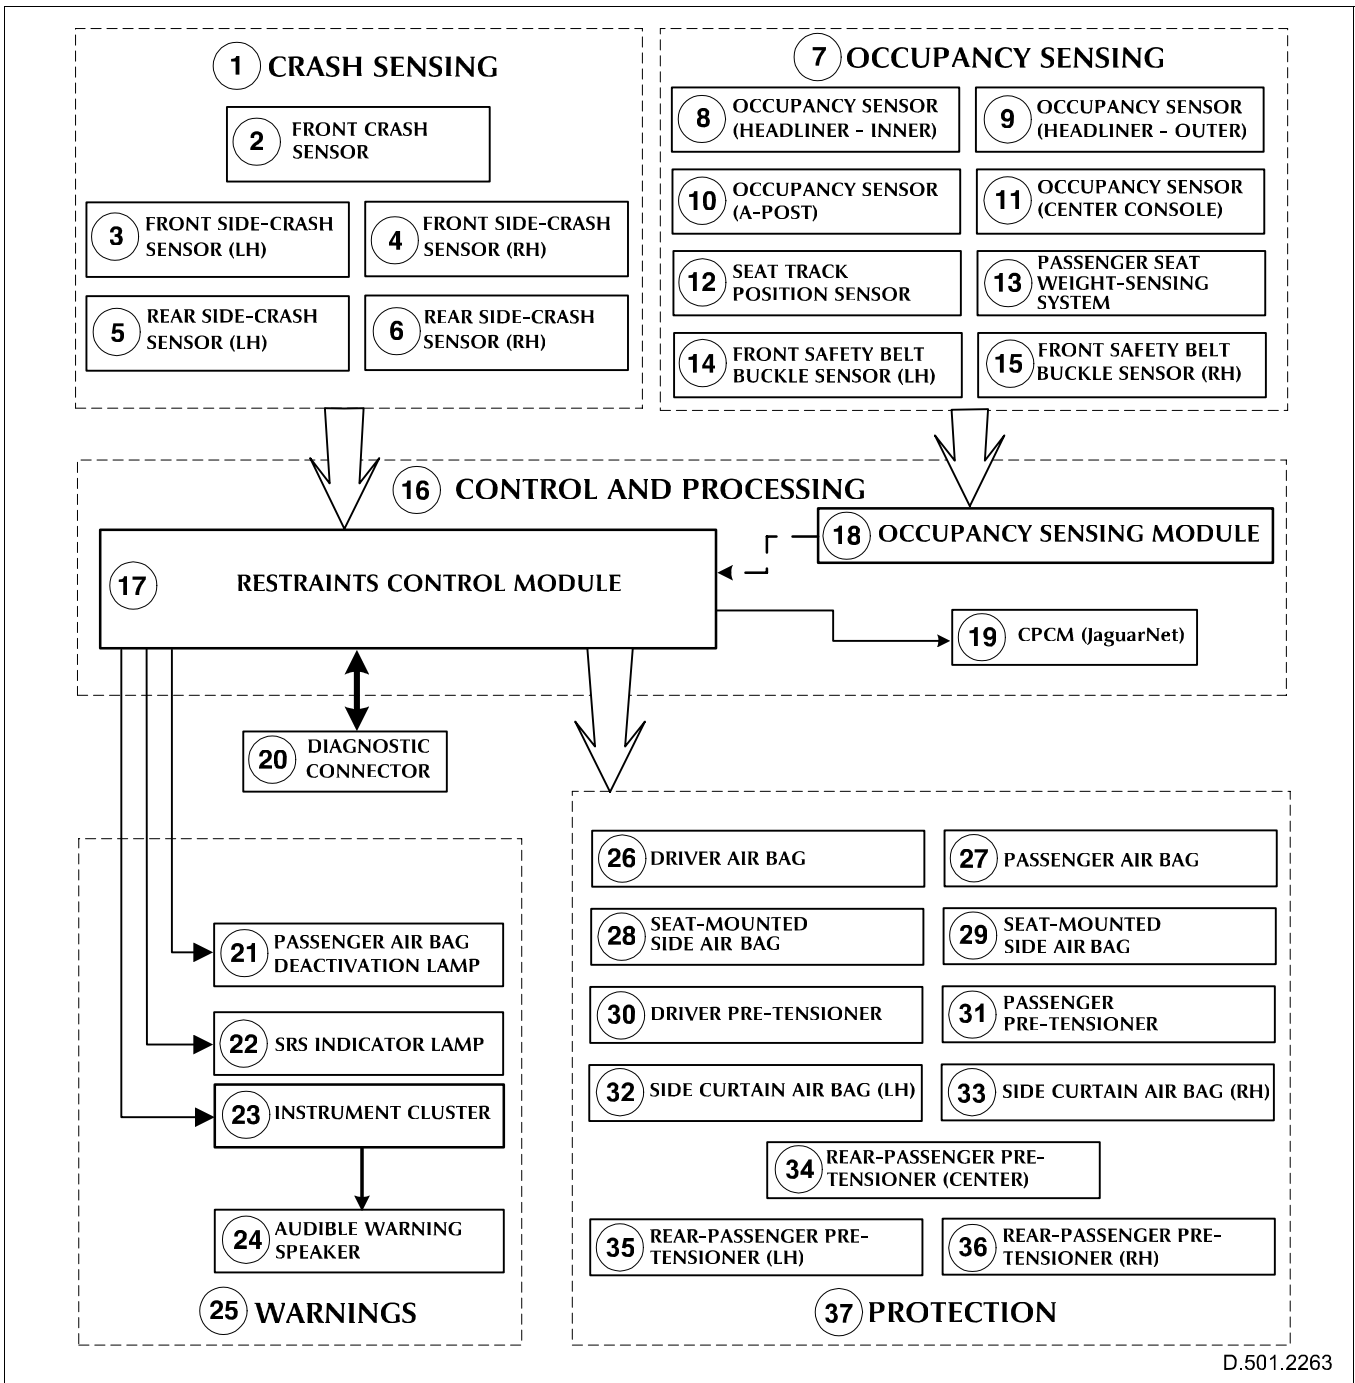 1 CRASH SENSING
2 FRONT CRASH
SENSOR
3 FRONT SIDE-CRASH
SENSOR (LH)
4 FRONT SIDE-CRASH
SENSOR (RH)
5 REAR SIDE-CRASH
SENSOR (LH)
6 REAR SIDE-CRASH
SENSOR (RH)
7 OCCUPANCY SENSING
8 OCCUPANCY SENSOR
(HEADLINER - INNER)
9 OCCUPANCY SENSOR
(HEADLINER - OUTER)
10 OCCUPANCY SENSOR
(A-POST)
11 OCCUPANCY SENSOR
(CENTER CONSOLE)
12 SEAT TRACK
POSITION SENSOR
13 PASSENGER SEAT
WEIGHT-SENSING
SYSTEM
14 FRONT SAFETY BELT
BUCKLE SENSOR (LH)
15 FRONT SAFETY BELT
BUCKLE SENSOR (RH)
16 CONTROL AND PROCESSING
17 RESTRAINTS CONTROL MODULE
18 OCCUPANCY SENSING MODULE
19 CPCM (JaguarNet)
20 DIAGNOSTIC
CONNECTOR
21 PASSENGER AIR BAG
DEACTIVATION LAMP
22 SRS INDICATOR LAMP
23 INSTRUMENT CLUSTER
24 AUDIBLE WARNING
SPEAKER
25 WARNINGS
26 DRIVER AIR BAG
27 PASSENGER AIR BAG
28 SEAT-MOUNTED
SIDE AIR BAG
29 SEAT-MOUNTED
SIDE AIR BAG
30 DRIVER PRE-TENSIONER
31 PASSENGER
PRE-TENSIONER
32 SIDE CURTAIN AIR BAG (LH)
33 SIDE CURTAIN AIR BAG (RH)
34 REAR-PASSENGER PRE-
TENSIONER (CENTER)
35 REAR-PASSENGER PRE-
TENSIONER (LH)
36 REAR-PASSENGER PRE-
TENSIONER (RH)
37 PROTECTION
D.501.2263